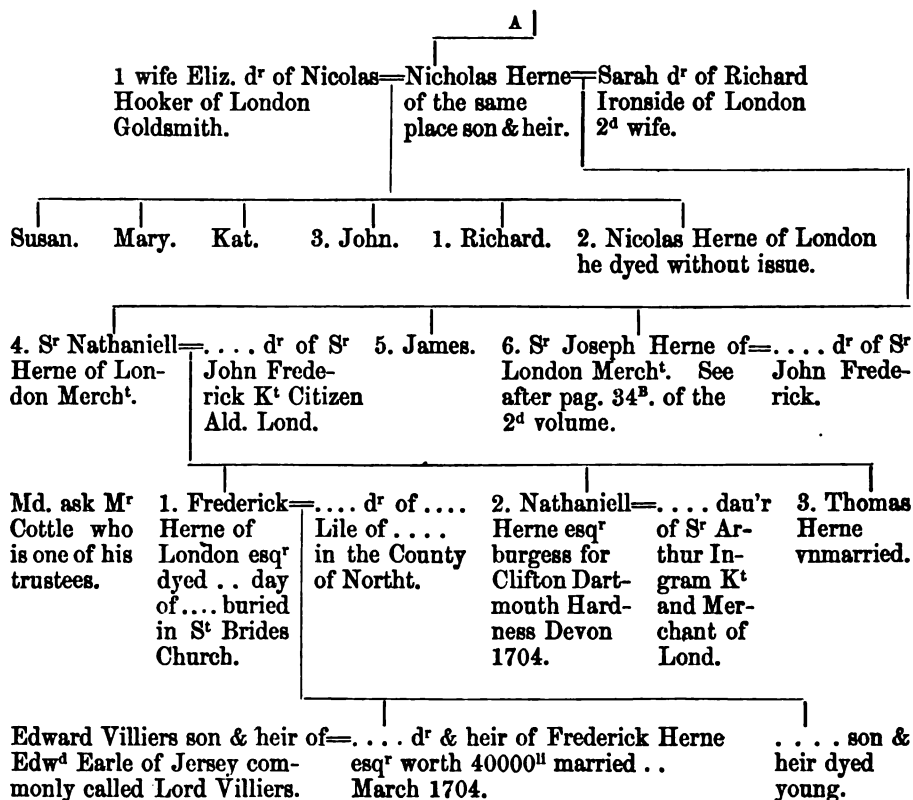 A
1 wife Eliz. dʳ of Nicolas=Nicholas Herne=Sarah dʳ of Richard
Hooker of London of the same Ironside of London
Goldsmith. place son & heir. 2ᵈ wife.
Susan. Mary. Kat. 3. John. 1. Richard. 2. Nicolas Herne of London
he dyed without issue.
4. Sʳ Nathaniell=.... dʳ of Sʳ 5. James. 6. Sʳ Joseph Herne of=.... dʳ of Sʳ
Herne of Lon- John Frede- London Merchᵗ. See John Frede-
don Merchᵗ. rick Kᵗ Citizen after pag. 34ᴮ. of the rick.
Ald. Lond. 2ᵈ volume.
Md. ask Mʳ 1. Frederick=.... dʳ of .... 2. Nathaniell=.... dau'r 3. Thomas
Cottle who Herne of Lile of .... Herne esqʳ of Sʳ Ar- Herne
is one of his London esqʳ in the County burgess for thur In- vnmarried.
trustees. dyed .. day of Northt. Clifton Dart- gram Kᵗ
of .... buried mouth Hard- and Mer-
in Sᵗ Brides ness Devon chant of
Church. 1704. Lond.
Edward Villiers son & heir of=.... dʳ & heir of Frederick Herne .... son &
Edwᵈ Earle of Jersey com- esqʳ worth 40000ˡˡ married .. heir dyed
monly called Lord Villiers. March 1704. young.